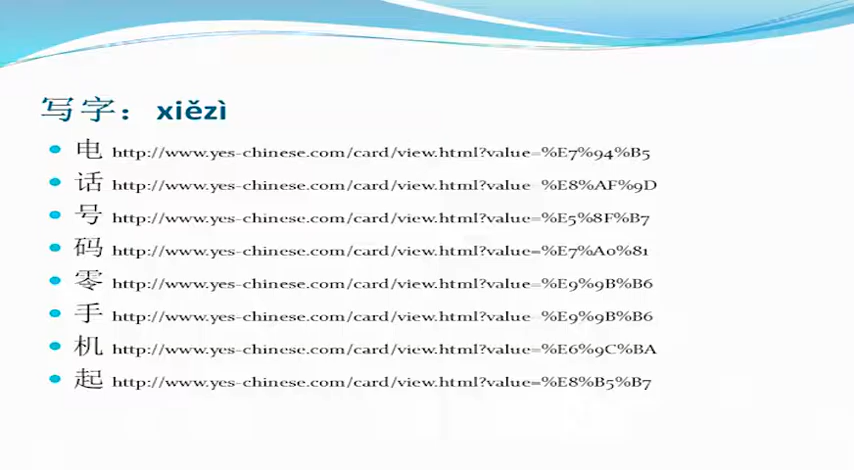 写字：xiězì
电 http://www.yes-chinese.com/card/view.html?value=%E7%94%B5
话 http://www.yes-chinese.com/card/view.html?value %E8%AF%9D
号 http://www.yes-chinese.com/card/view.html?value=%E5%8F%B7
码 http://www.yes-chinese.com/card/view.html?value=%E7%A0%81
零 http://www.yes-chinese.com/card/view.html?value=%E9%9B%B6
手 http://www.yes-chinese.com/card/view.html?value %E9%9B%B6
机 http://www.yes-chinese.com/card/view.html?value=%E6%9C%BA
起 http://www.yes-chinese.com/card/view.html?value=%E8%B5%B7